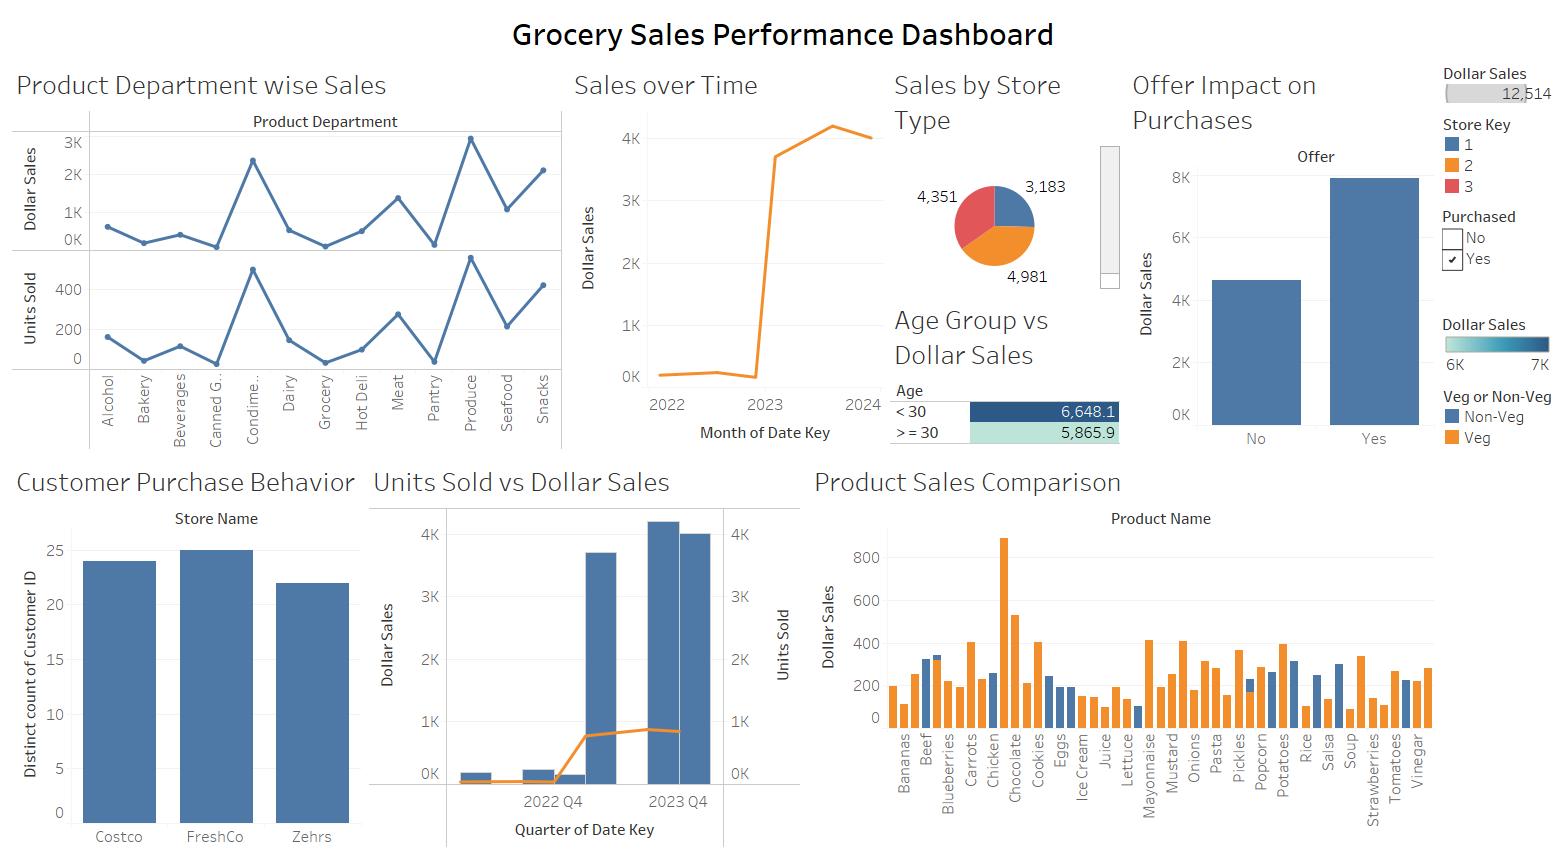 Grocery Sales Performance Dashboard
Product Department wise Sales
Product Department
Dollar Sales
3K
2K
1K
0K
Units Sold
400
200
0
Alcohol
Bakery
Beverages
Canned G..
Condime..
Dairy
Grocery
Hot Deli
Meat
Pantry
Produce
Seafood
Snacks
Sales over Time
Dollar Sales
4K
3K
2K
1K
0K
2022
2023
2024
Month of Date Key
Sales by Store
Type
4,351
3,183
4,981
Age Group vs
Dollar Sales
Age
< 30
6,648.1
>= 30
5,865.9
Offer Impact on
Purchases
Offer
Dollar Sales
8K
6K
4K
2K
0K
No
Yes
Dollar Sales
12,514
Store Key
1
2
3
Purchased
No
Yes
Dollar Sales
6K
7K
Veg or Non-Veg
Non-Veg
Veg
Customer Purchase Behavior
Store Name
Distinct count of Customer ID
25
20
15
10
5
0
Costco
FreshCo
Zehrs
Units Sold vs Dollar Sales
Dollar Sales
4K
3K
2K
1K
0K
4K
3K
2K
1K
0K
Units Sold
2022 Q4
2023 Q4
Quarter of Date Key
Product Sales Comparison
Product Name
Dollar Sales
800
600
400
200
0
Bananas
Beef
Blueberries
Carrots
Chicken
Chocolate
Cookies
Eggs
Ice Cream
Juice
Lettuce
Mayonnaise
Mustard
Onions
Pasta
Pickles
Popcorn
Potatoes
Rice
Salsa
Soup
Strawberries
Tomatoes
Vinegar